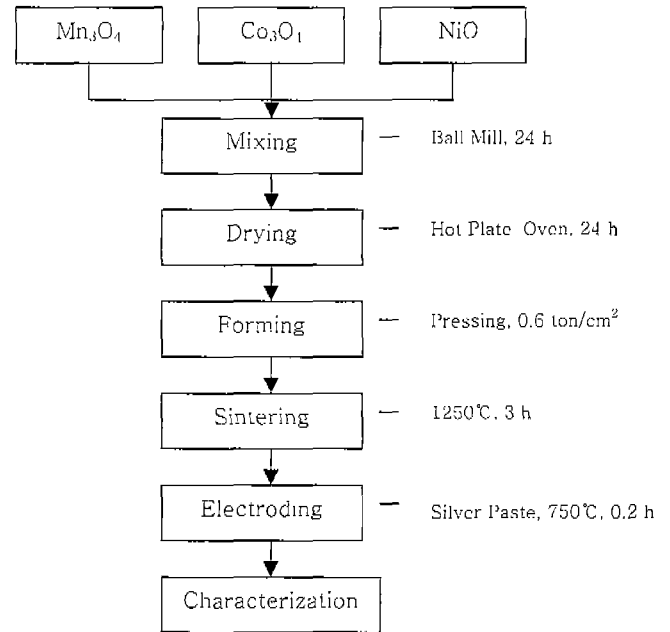 Mn₃O₄ Co₃O₄ NiO
Mixing — Ball Mill, 24 h
Drying — Hot Plate Oven, 24 h
Forming — Pressing, 0.6 ton/cm²
Sintering — 1250℃, 3 h
Electroding — Silver Paste, 750℃, 0.2 h
Characterization